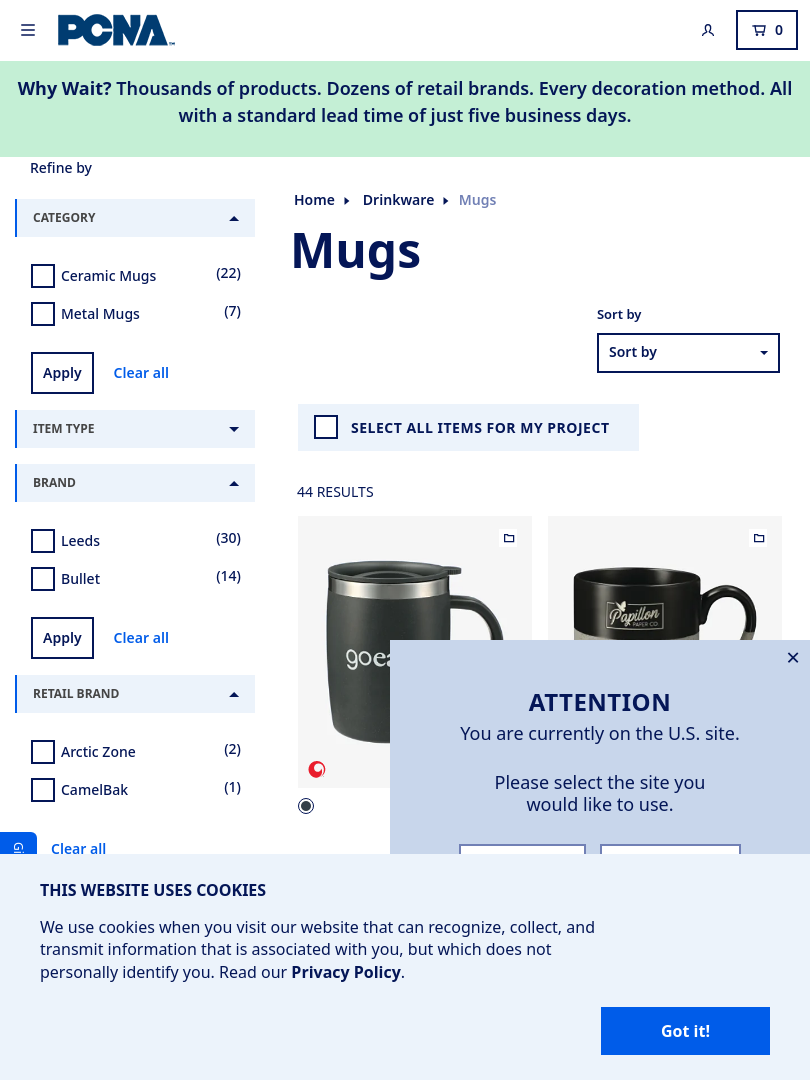 PCNA
0
Why Wait? Thousands of products. Dozens of retail brands. Every decoration method. All
with a standard lead time of just five business days.
Refine by
CATEGORY
Ceramic Mugs (22)
Metal Mugs (7)
Apply Clear all
ITEM TYPE
BRAND
Leeds (30)
Bullet (14)
Apply Clear all
RETAIL BRAND
Arctic Zone (2)
CamelBak (1)
Clear all
Home Drinkware Mugs
Mugs
Sort by
Sort by
SELECT ALL ITEMS FOR MY PROJECT
44 RESULTS
Papillon
PAPER CO
ATTENTION
You are currently on the U.S. site.
Please select the site you
would like to use.
THIS WEBSITE USES COOKIES
We use cookies when you visit our website that can recognize, collect, and
transmit information that is associated with you, but which does not
personally identify you. Read our Privacy Policy.
Got it!